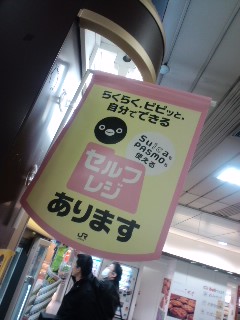 らくらく、ピピッと、
自分でできる
Suicaも
PASMOも
使える
セルフ
レジ
あります
JR